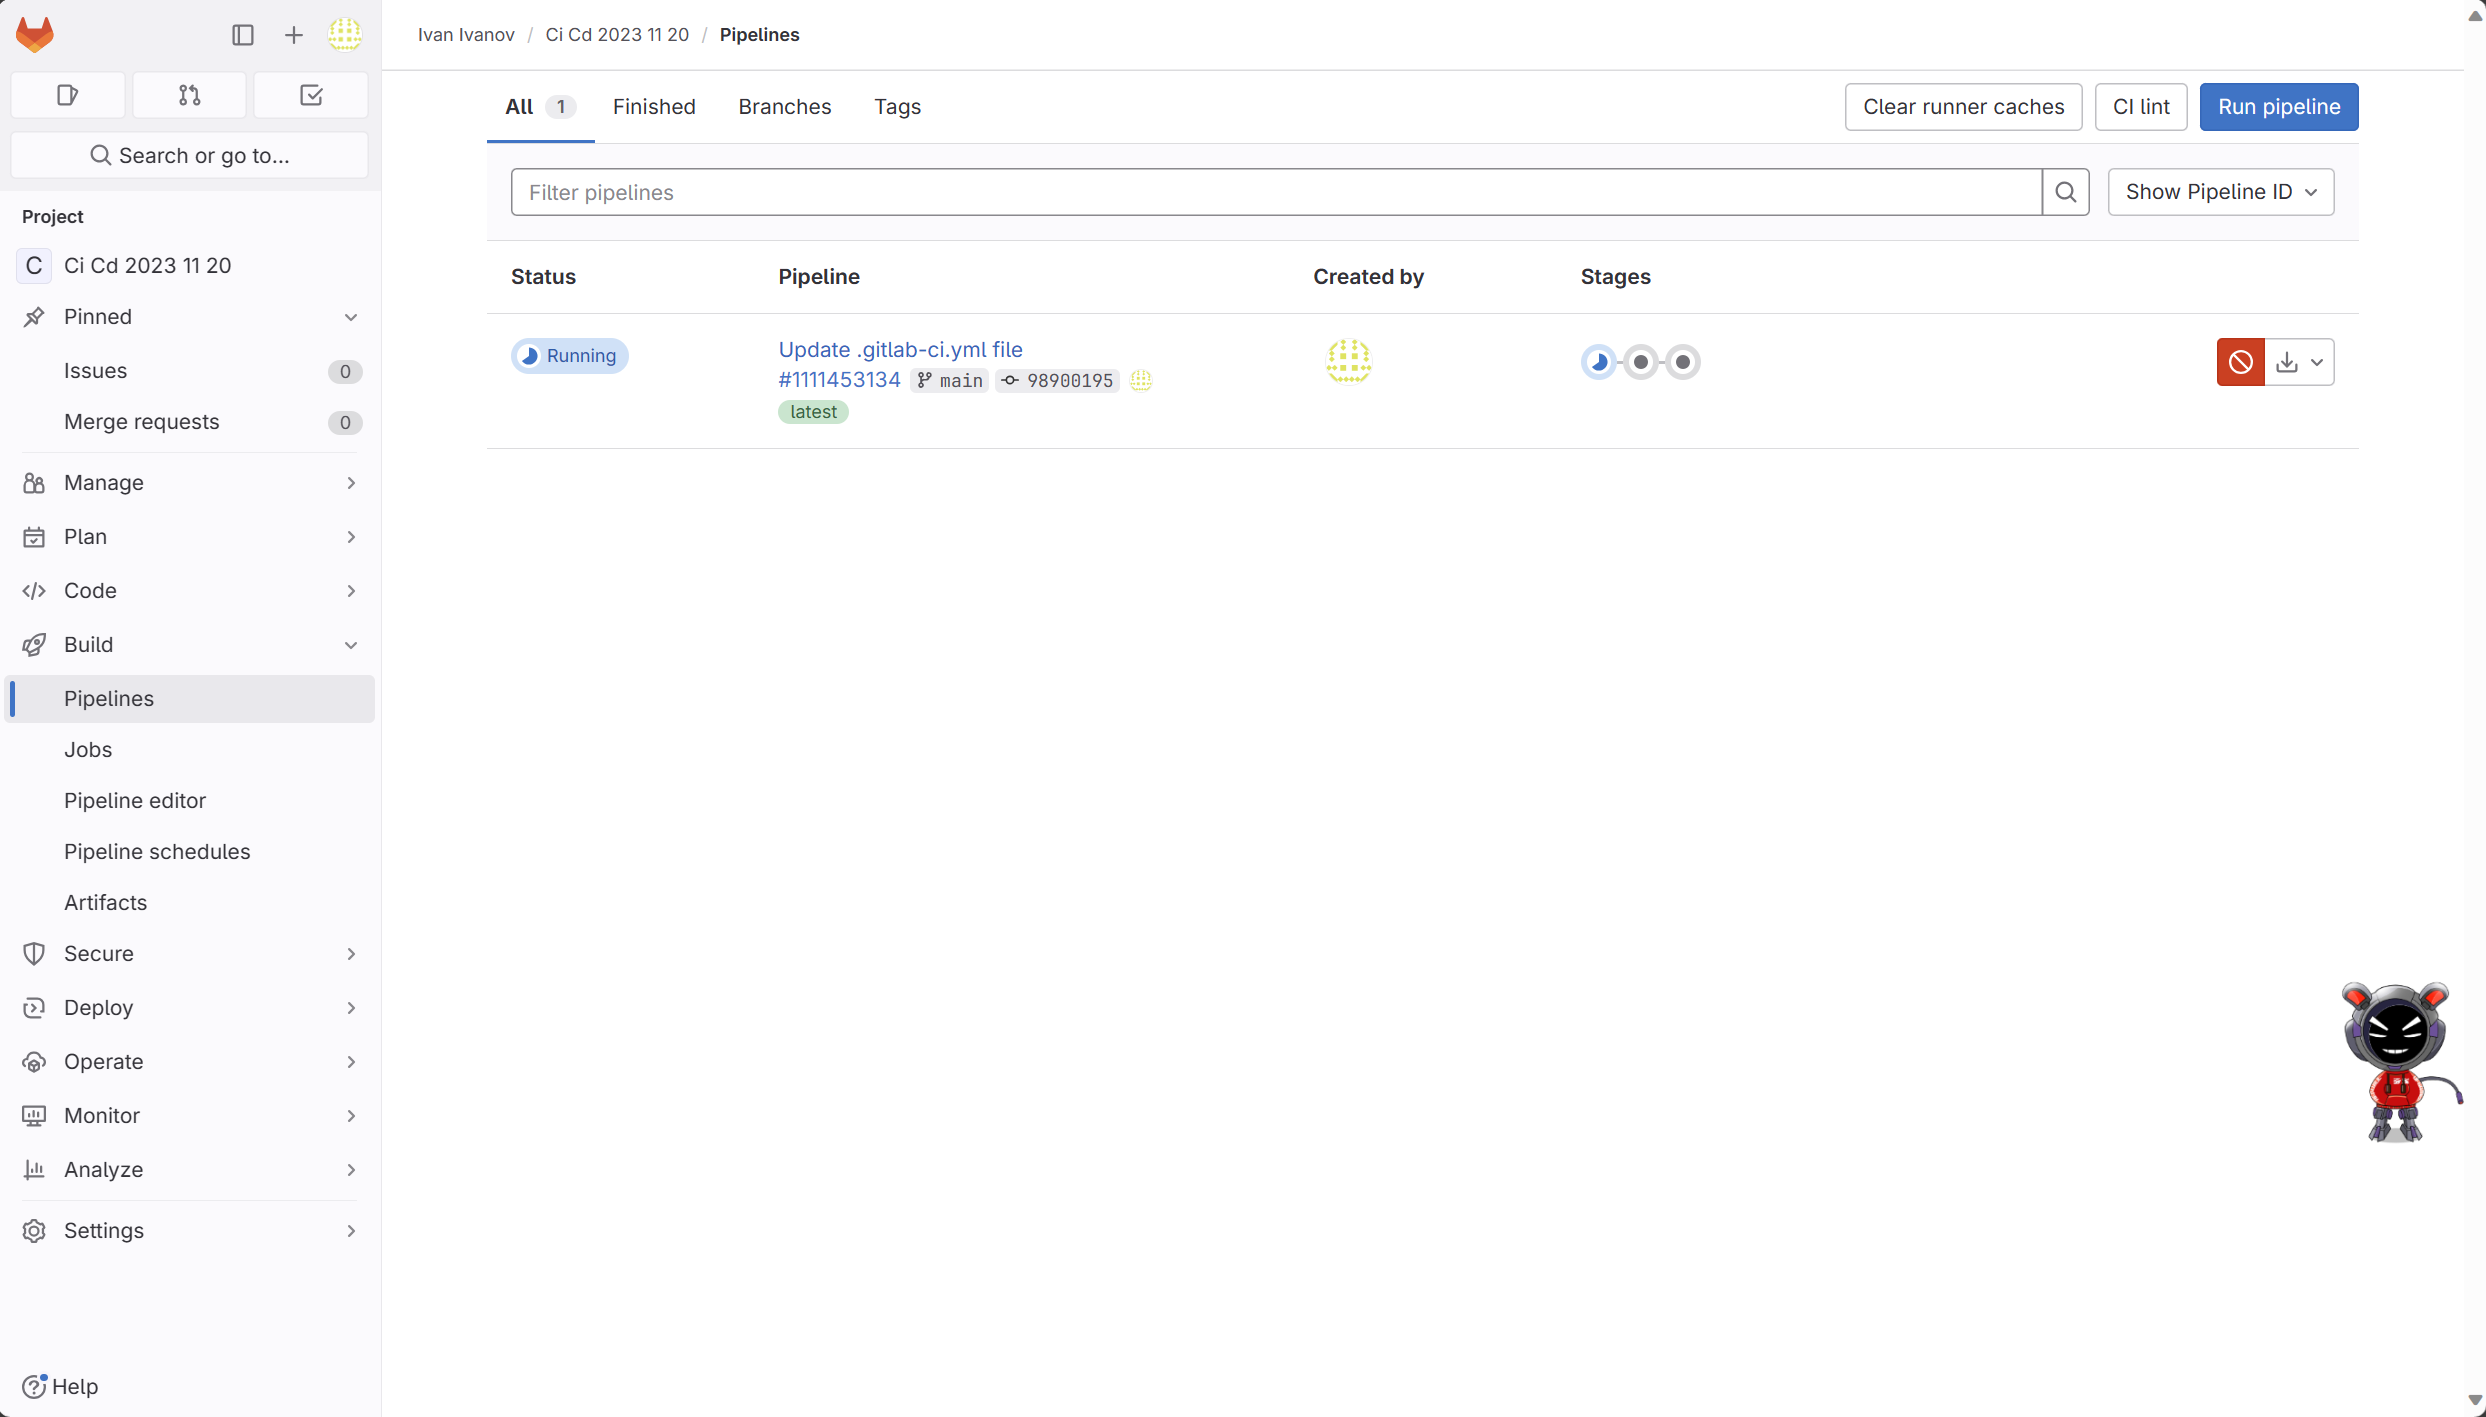 Ivan Ivanov / Ci Cd 2023 11 20 / Pipelines
Search or go to...
Project
C Ci Cd 2023 11 20
Pinned
Issues 0
Merge requests 0
Manage
Plan
Code
Build
Pipelines
Jobs
Pipeline editor
Pipeline schedules
Artifacts
Secure
Deploy
Operate
Monitor
Analyze
Settings
Help
All 1 Finished Branches Tags
Clear runner caches CI lint Run pipeline
Filter pipelines
Show Pipeline ID
Status Pipeline Created by Stages
Running
Update .gitlab-ci.yml file
#1111453134 main 98900195
latest